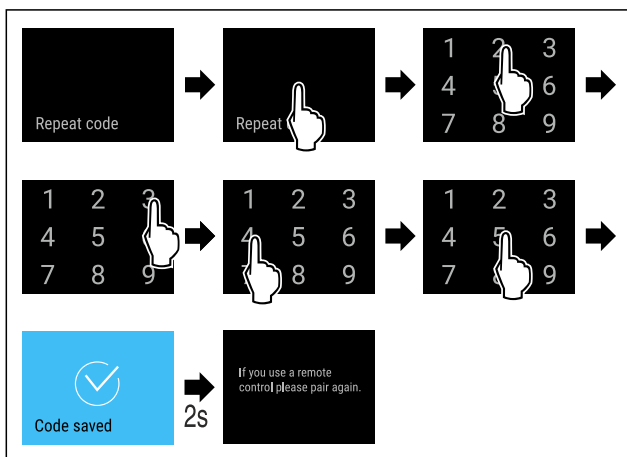 Repeat code
Repeat
1 2 3
4 5 6
7 8 9
1 2 3
4 5
7 8 9
1 2 3
4 5 6
7 8 9
1 2 3
4 5 6
7 8 9
Code saved
2s
If you use a remote
control please pair again.